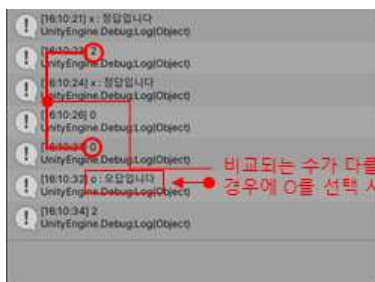 [16:10:21] x : 정답입니다
UnityEngine.Debug:Log(Object)
2
UnityEngine.Debug:Log(Object)
[16:10:24] x : 정답입니다
UnityEngine.Debug:Log(Object)
[16:10:26] 0
UnityEngine.Debug:Log(Object)
0
UnityEngine.Debug:Log(Object)
[16:10:32] o : 오답입니다
UnityEngine.Debug:Log(Object)
[16:10:34] 2
UnityEngine.Debug:Log(Object)
비교되는 수가 다를
경우에 O를 선택